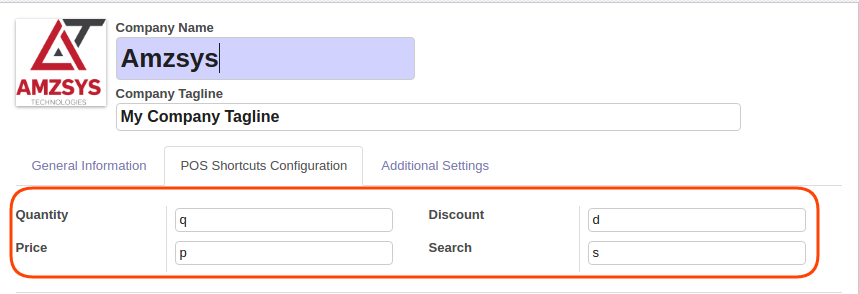 AMZSYS
TECHNOLOGIES
Company Name
Amzsys
Company Tagline
My Company Tagline
General Information POS Shortcuts Configuration Additional Settings
Quantity q Discount d
Price p Search s